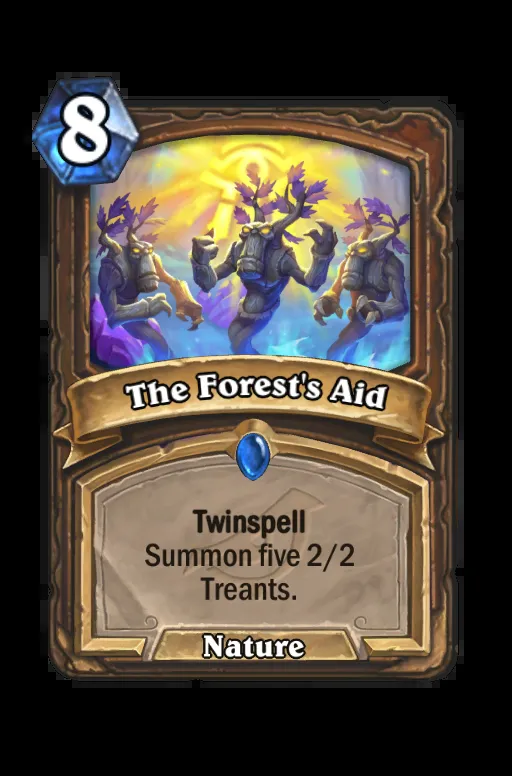 8
The Forest's Aid
Twinspell
Summon five 2/2
Treants.
Nature